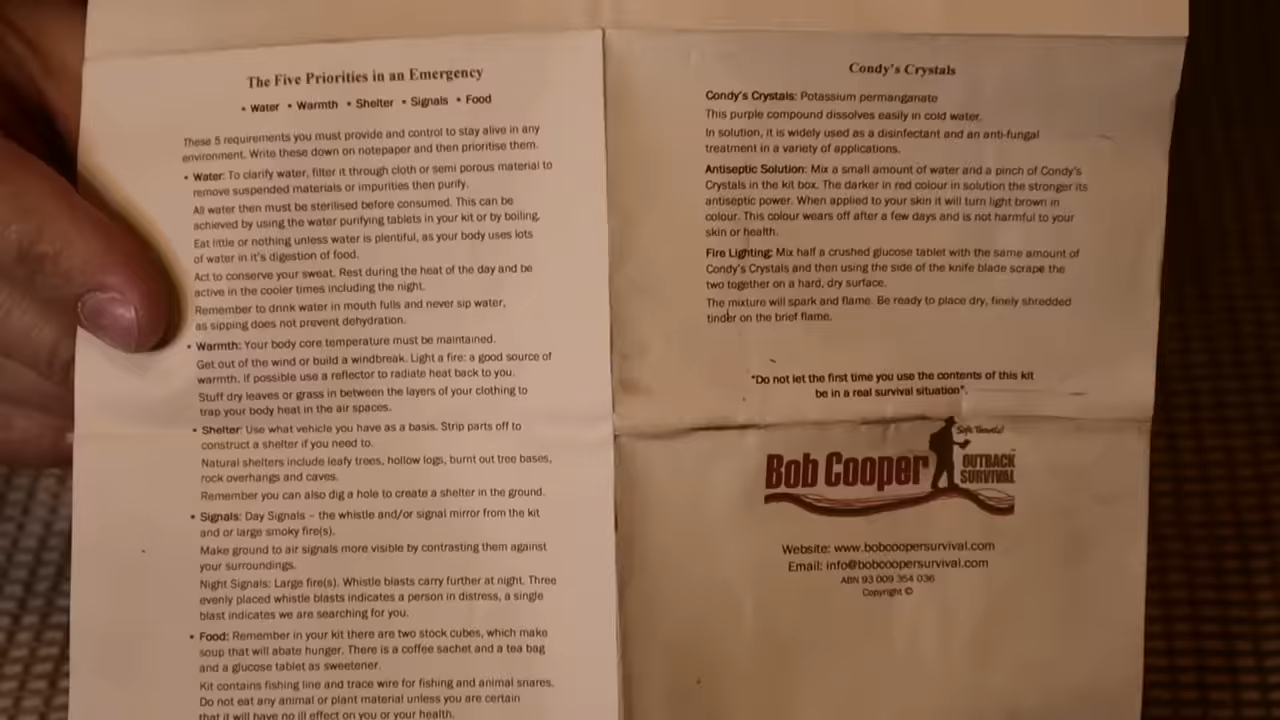 The Five Priorities in an Emergency
• Water • Warmth • Shelter • Signals • Food
These 5 requirements you must provide and control to stay alive in any
environment. Write these down on notepaper and then prioritise them.
• Water: To clarify water, filter it through cloth or semi porous material to
remove suspended materials or impurities then purify.
All water then must be sterilised before consumed. This can be
achieved by using the water purifying tablets in your kit or by boiling.
Eat little or nothing unless water is plentiful, as your body uses lots
of water in it's digestion of food.
Act to conserve your sweat. Rest during the heat of the day and be
active in the cooler times including the night.
Remember to drink water in mouth fulls and never sip water,
as sipping does not prevent dehydration.
• Warmth: Your body core temperature must be maintained.
Get out of the wind or build a windbreak. Light a fire: a good source of
warmth. If possible use a reflector to radiate heat back to you.
Stuff dry leaves or grass in between the layers of your clothing to
trap your body heat in the air spaces.
• Shelter: Use what vehicle you have as a basis. Strip parts off to
construct a shelter if you need to.
Natural shelters include leafy trees, hollow logs, burnt out tree bases,
rock overhangs and caves.
Remember you can also dig a hole to create a shelter in the ground.
• Signals: Day Signals – the whistle and/or signal mirror from the kit
and or large smoky fire(s).
Make ground to air signals more visible by contrasting them against
your surroundings.
Night Signals: Large fire(s). Whistle blasts carry further at night. Three
evenly placed whistle blasts indicates a person in distress, a single
blast indicates we are searching for you.
• Food: Remember in your kit there are two stock cubes, which make
soup that will abate hunger. There is a coffee sachet and a tea bag
and a glucose tablet as sweetener.
Kit contains fishing line and trace wire for fishing and animal snares.
Do not eat any animal or plant material unless you are certain
that it will have no ill effect on you or your health.
Condy's Crystals
Condy's Crystals: Potassium permanganate
This purple compound dissolves easily in cold water.
In solution, it is widely used as a disinfectant and an anti-fungal
treatment in a variety of applications.
Antiseptic Solution: Mix a small amount of water and a pinch of Condy's
Crystals in the kit box. The darker in red colour in solution the stronger its
antiseptic power. When applied to your skin it will turn light brown in
colour. This colour wears off after a few days and is not harmful to your
skin or health.
Fire Lighting: Mix half a crushed glucose tablet with the same amount of
Condy's Crystals and then using the side of the knife blade scrape the
two together on a hard, dry surface.
The mixture will spark and flame. Be ready to place dry, finely shredded
tinder on the brief flame.
"Do not let the first time you use the contents of this kit
be in a real survival situation".
Safe Travels!
Bob Cooper OUTBACK
SURVIVAL
Website: www.bobcoopersurvival.com
Email: info@bobcoopersurvival.com
ABN 93 009 354 036
Copyright ©